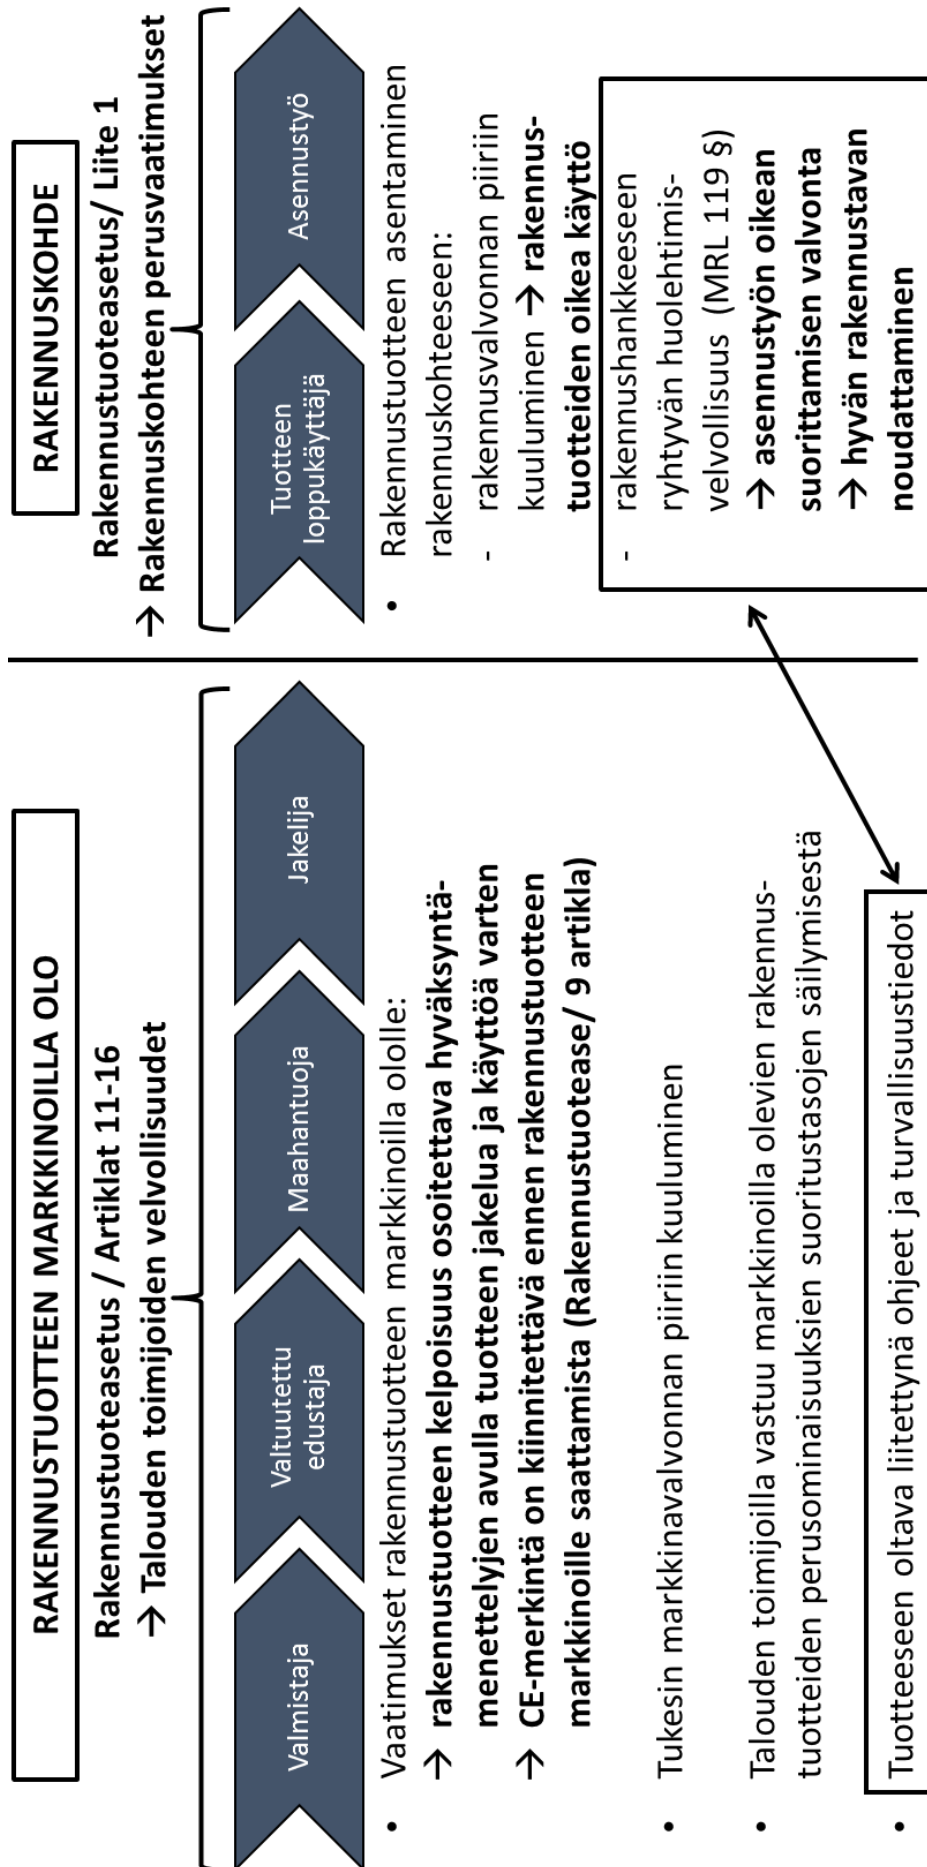 RAKENNUSTUOTTEEN MARKKINOILLA OLO
Rakennustuoteasetus / Artiklat 11-16
→ Talouden toimijoiden velvollisuudet
Valmistaja
Valtuutettu
edustaja
Maahantuoja
Jakelija
• Vaatimukset rakennustuotteen markkinoilla ololle:
→ rakennustuotteen kelpoisuus osoitettava hyväksyntä-
menettelyjen avulla tuotteen jakelua ja käyttöä varten
→ CE-merkintä on kiinnitettävä ennen rakennustuotteen
markkinoille saattamista (Rakennustuotease/ 9 artikla)
• Tukesin markkinavalvonnan piiriin kuuluminen
• Talouden toimijoilla vastuu markkinoilla olevien rakennus-
tuotteiden perusominaisuuksien suoritustasojen säilymisestä
• Tuotteeseen oltava liitettynä ohjeet ja turvallisuustiedot
RAKENNUSKOHDE
Rakennustuoteasetus/ Liite 1
→ Rakennuskohteen perusvaatimukset
Tuotteen
loppukäyttäjä
Asennustyö
• Rakennustuotteen asentaminen
rakennuskohteeseen:
- rakennusvalvonnan piiriin
kuuluminen → rakennus-
tuotteiden oikea käyttö
- rakennushankkeeseen
ryhtyvän huolehtimis-
velvollisuus (MRL 119 §)
→ asennustyön oikean
suorittamisen valvonta
→ hyvän rakennustavan
noudattaminen